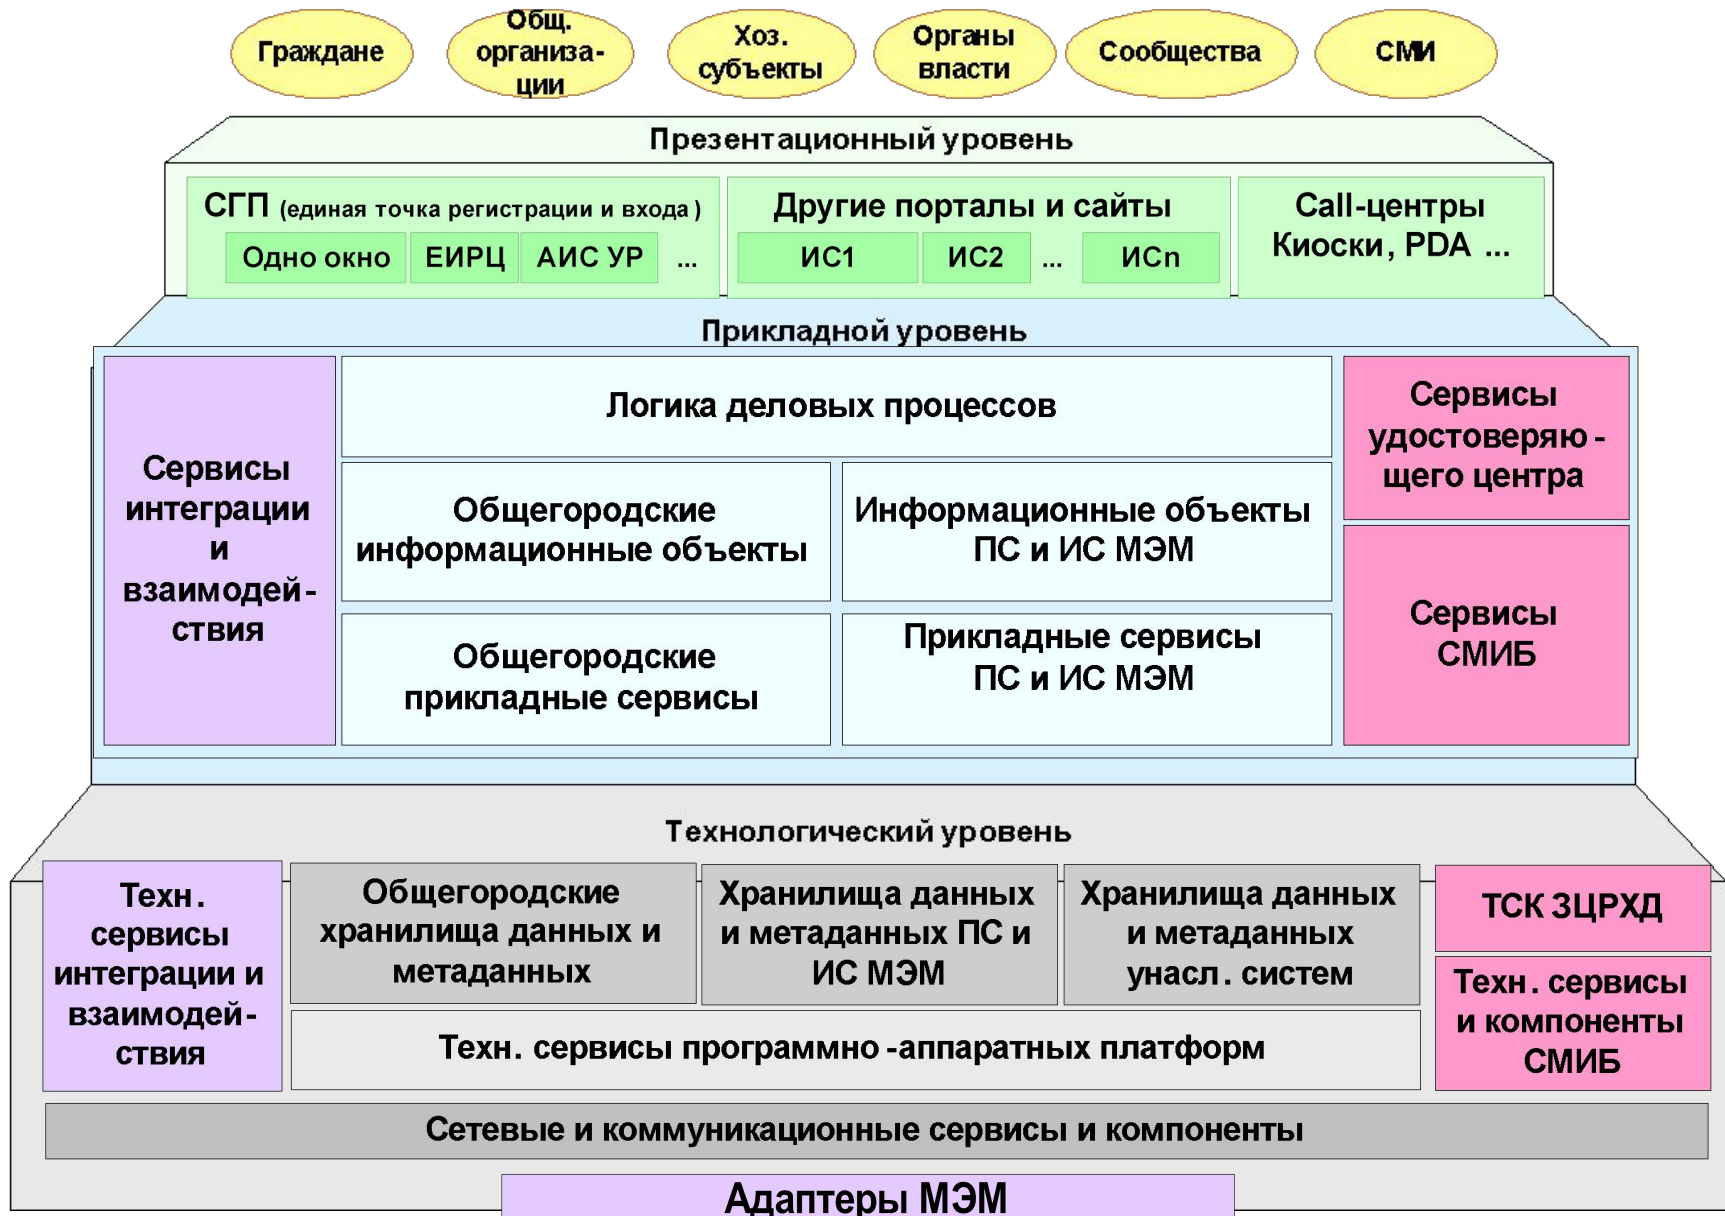 Граждане
Общ.
организа-
ции
Хоз.
субъекты
Органы
власти
Сообщества
СМИ
Презентационный уровень
СГП (единая точка регистрации и входа)
Одно окно
ЕИРЦ
АИС УР
...
Другие порталы и сайты
ИС1
ИС2
...
ИСn
Call-центры
Киоски, PDA ...
Прикладной уровень
Сервисы
интеграции
и
взаимодей-
ствия
Логика деловых процессов
Общегородские
информационные объекты
Информационные объекты
ПС и ИС МЭМ
Общегородские
прикладные сервисы
Прикладные сервисы
ПС и ИС МЭМ
Сервисы
удостоверяю-
щего центра
Сервисы
СМИБ
Технологический уровень
Техн.
сервисы
интеграции и
взаимодей-
ствия
Общегородские
хранилища данных и
метаданных
Хранилища данных
и метаданных ПС и
ИС МЭМ
Хранилища данных
и метаданных
унасл. систем
ТСК ЗЦРХД
Техн. сервисы
и компоненты
СМИБ
Техн. сервисы программно-аппаратных платформ
Сетевые и коммуникационные сервисы и компоненты
Адаптеры МЭМ